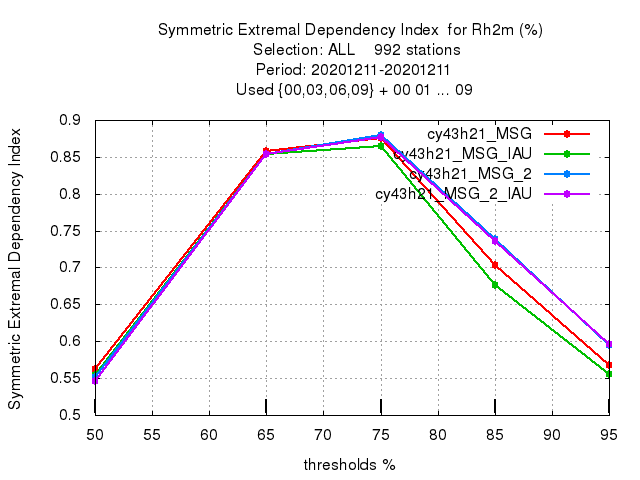 Symmetric Extremal Dependency Index  for Rh2m (%)
Selection: ALL    992 stations
Period: 20201211-20201211
Used {00,03,06,09} + 00 01 ... 09
Symmetric Extremal Dependency Index
0.9
0.85
0.8
0.75
0.7
0.65
0.6
0.55
0.5
cy43h21_MSG
cy43h21_MSG_IAU
cy43h21_MSG_2
cy43h21_MSG_2_IAU
50 55 60 65 70 75 80 85 90 95
thresholds %